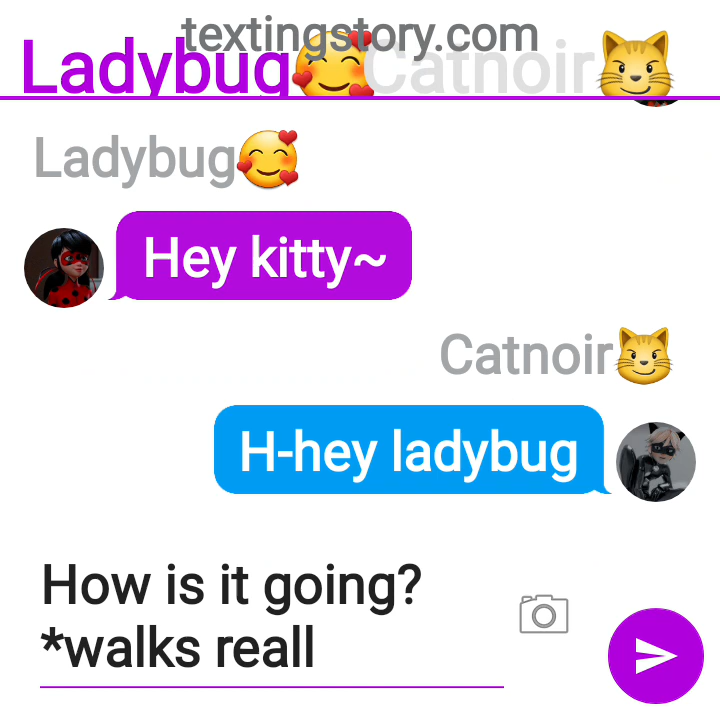 textingstory.com
Ladybug🥰 Catnoir😼
Ladybug🥰
Hey kitty~
Catnoir😼
H-hey ladybug
How is it going?
*walks reall